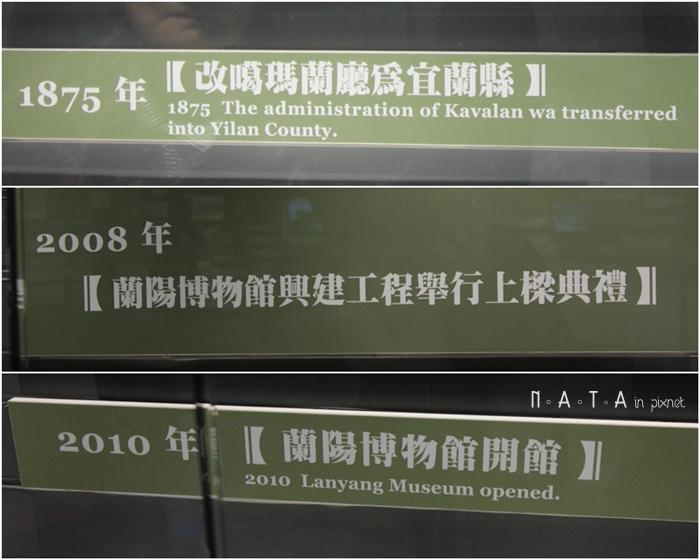 1875 年【改噶瑪蘭廳為宜蘭縣】
1875 The administration of Kavalan wa transferred
into Yilan County.
2008 年
【蘭陽博物館興建工程舉行上樑典禮】
N.A.T.A in pixnet
2010 年【蘭陽博物館開館】
2010 Lanyang Museum opened.